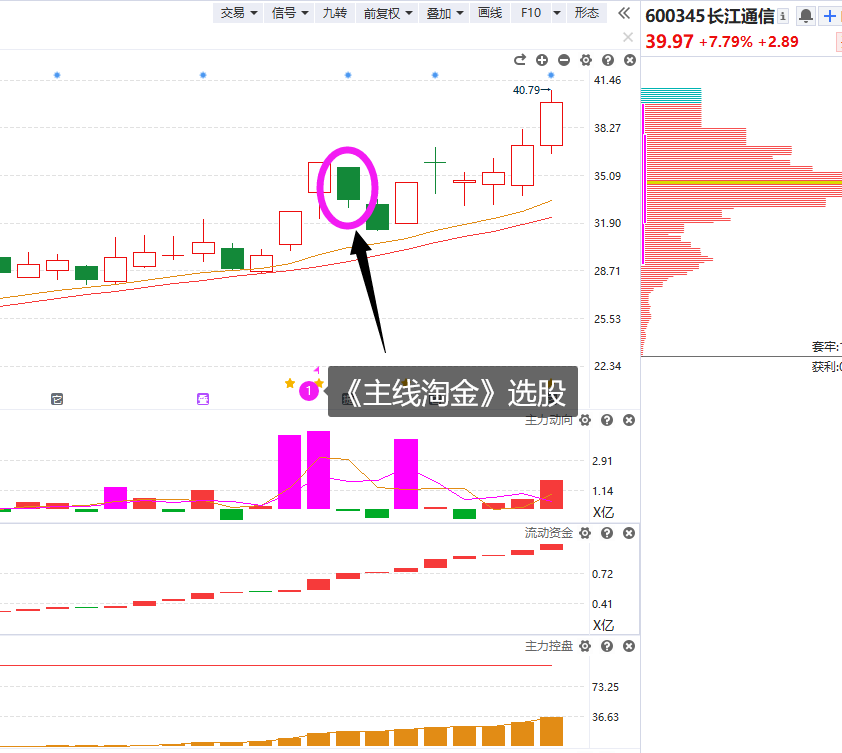 交易 信号 九转 前复权 叠加 画线 F10 形态
600345长江通信
39.97 +7.79% +2.89
41.46
40.79
38.27
35.09
31.90
28.71
25.53
22.34
套牢:
获利:
1
《主线淘金》选股
主力动向
2.91
1.14
X亿
流动资金
0.72
0.41
X亿
主力控盘
73.25
36.63